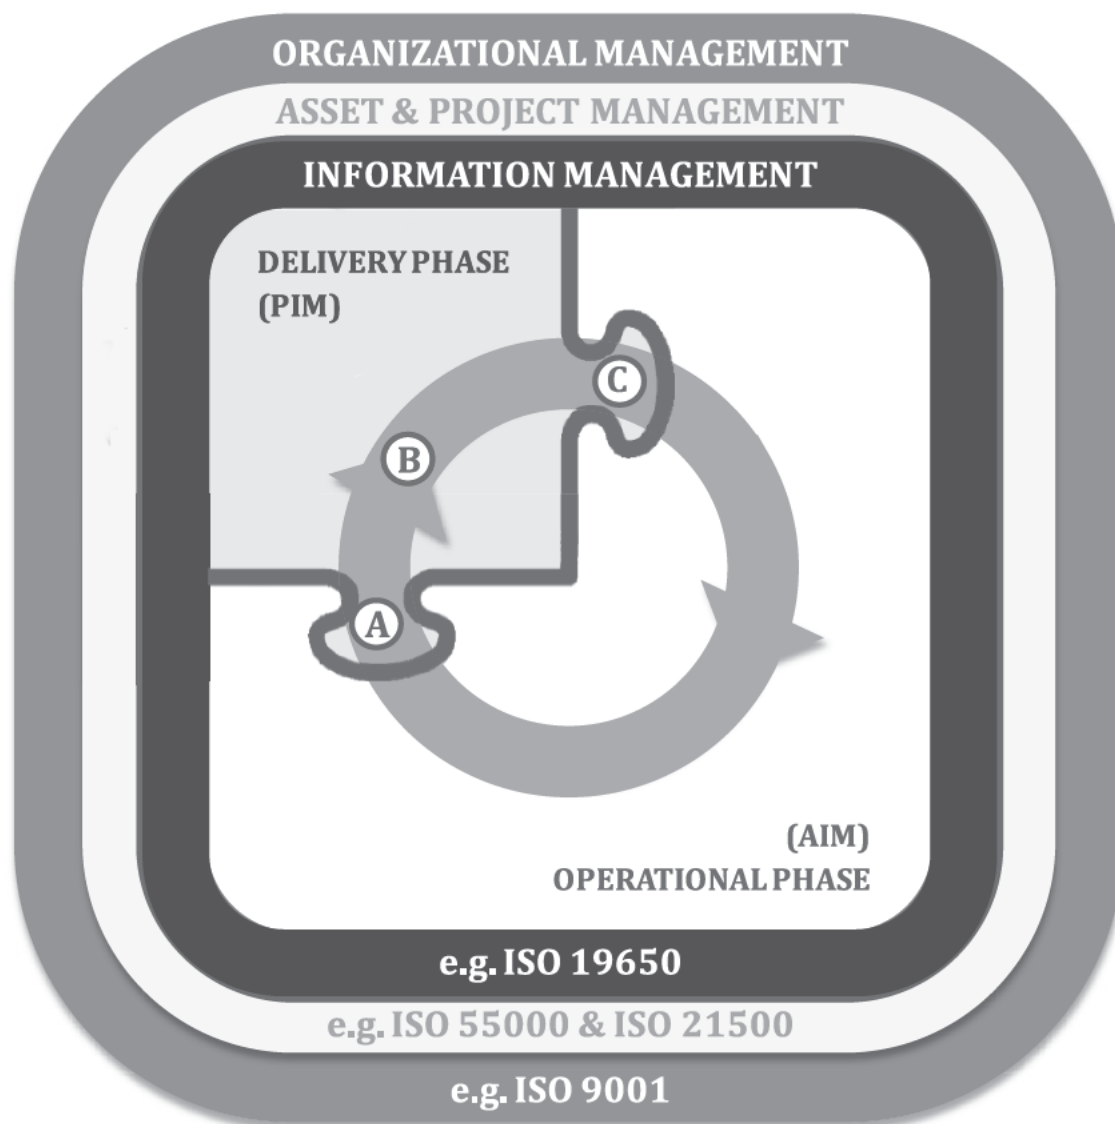 ORGANIZATIONAL MANAGEMENT
ASSET & PROJECT MANAGEMENT
INFORMATION MANAGEMENT
DELIVERY PHASE
(PIM)
C
B
A
(AIM)
OPERATIONAL PHASE
e.g. ISO 19650
e.g. ISO 55000 & ISO 21500
e.g. ISO 9001